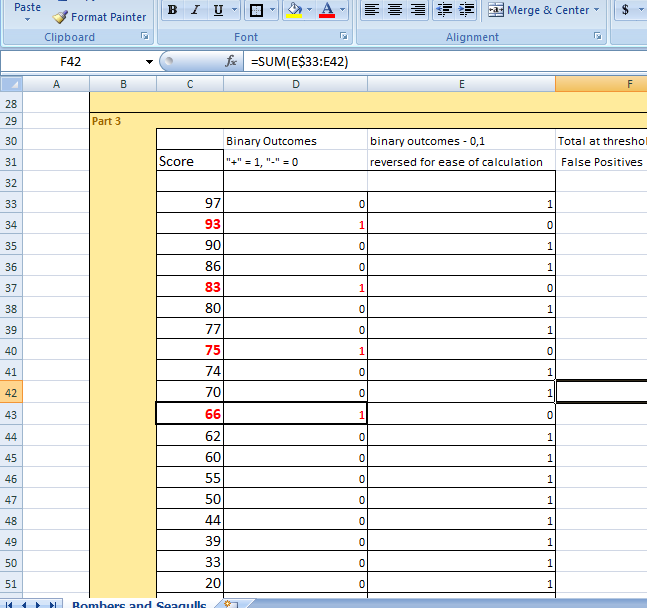 Paste
Format Painter
B I U A
Merge & Center
$
Clipboard Font Alignment
F42 fx =SUM(E$33:E42)
A B C D E F
28
29 Part 3
30 Binary Outcomes binary outcomes - 0,1 Total at threshol
31 Score "+" = 1, "-" = 0 reversed for ease of calculation False Positives
32
33 97 0 1
34 93 1 0
35 90 0 1
36 86 0 1
37 83 1 0
38 80 0 1
39 77 0 1
40 75 1 0
41 74 0 1
42 70 0 1
43 66 1 0
44 62 0 1
45 60 0 1
46 55 0 1
47 50 0 1
48 44 0 1
49 39 0 1
50 33 0 1
51 20 0 1
Bombers and Seagulls